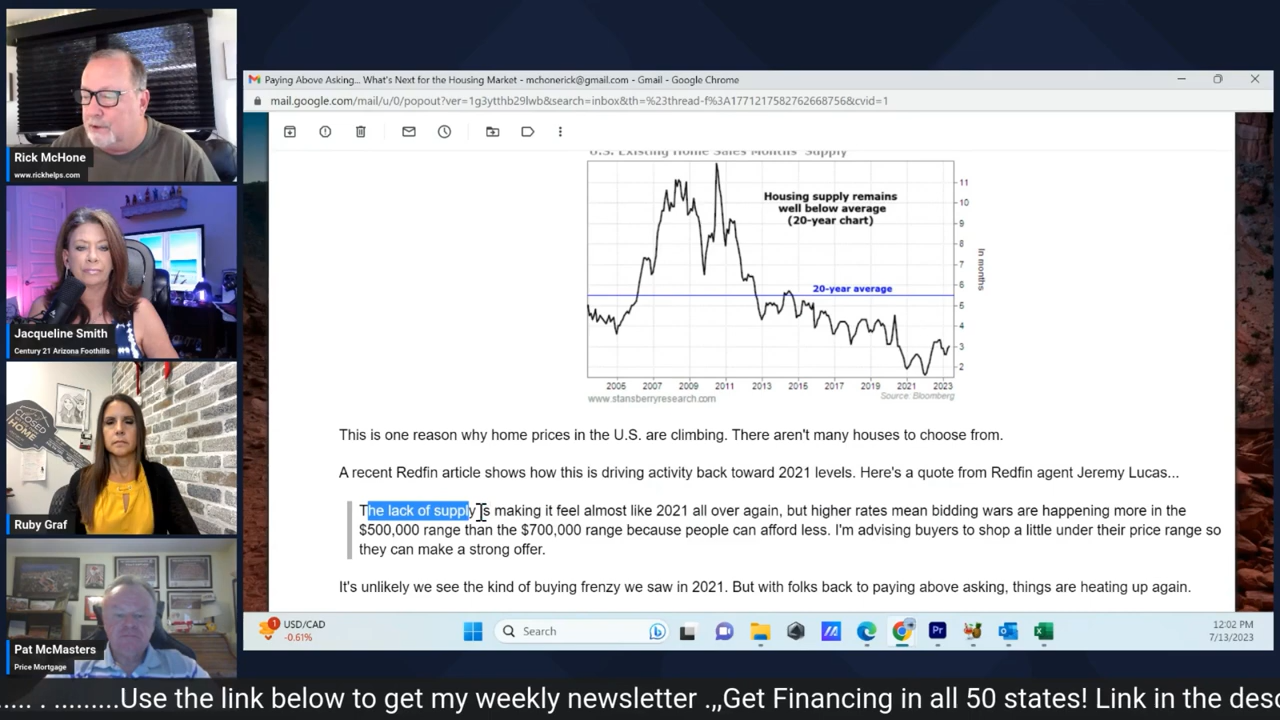 Rick McHone
www.rickhelps.com
Jacqueline Smith
Century 21 Arizona Foothills
CLOSED
HOME
Ruby Graf
Pat McMasters
Price Mortgage
Paying Above Asking... What's Next for the Housing Market - mchonerick@gmail.com - Gmail - Google Chrome
mail.google.com/mail/u/0/popout?ver=1g3ytthb29lwb&search=inbox&th=%23thread-f%3A1771217582762668756&cvid=1
U.S. Existing Home Sales Months' Supply
Housing supply remains
well below average
(20-year chart)
20-year average
11
10
9
8
7
6
5
4
3
2
In months
2005 2007 2009 2011 2013 2015 2017 2019 2021 2023
www.stansberryresearch.com
Source: Bloomberg
This is one reason why home prices in the U.S. are climbing. There aren't many houses to choose from.
A recent Redfin article shows how this is driving activity back toward 2021 levels. Here's a quote from Redfin agent Jeremy Lucas...
The lack of supply is making it feel almost like 2021 all over again, but higher rates mean bidding wars are happening more in the
$500,000 range than the $700,000 range because people can afford less. I'm advising buyers to shop a little under their price range so
they can make a strong offer.
It's unlikely we see the kind of buying frenzy we saw in 2021. But with folks back to paying above asking, things are heating up again.
1
USD/CAD
-0.61%
Search
Pr
12:02 PM
7/13/2023
..... . .........Use the link below to get my weekly newsletter .,,Get Financing in all 50 states! Link in the desc